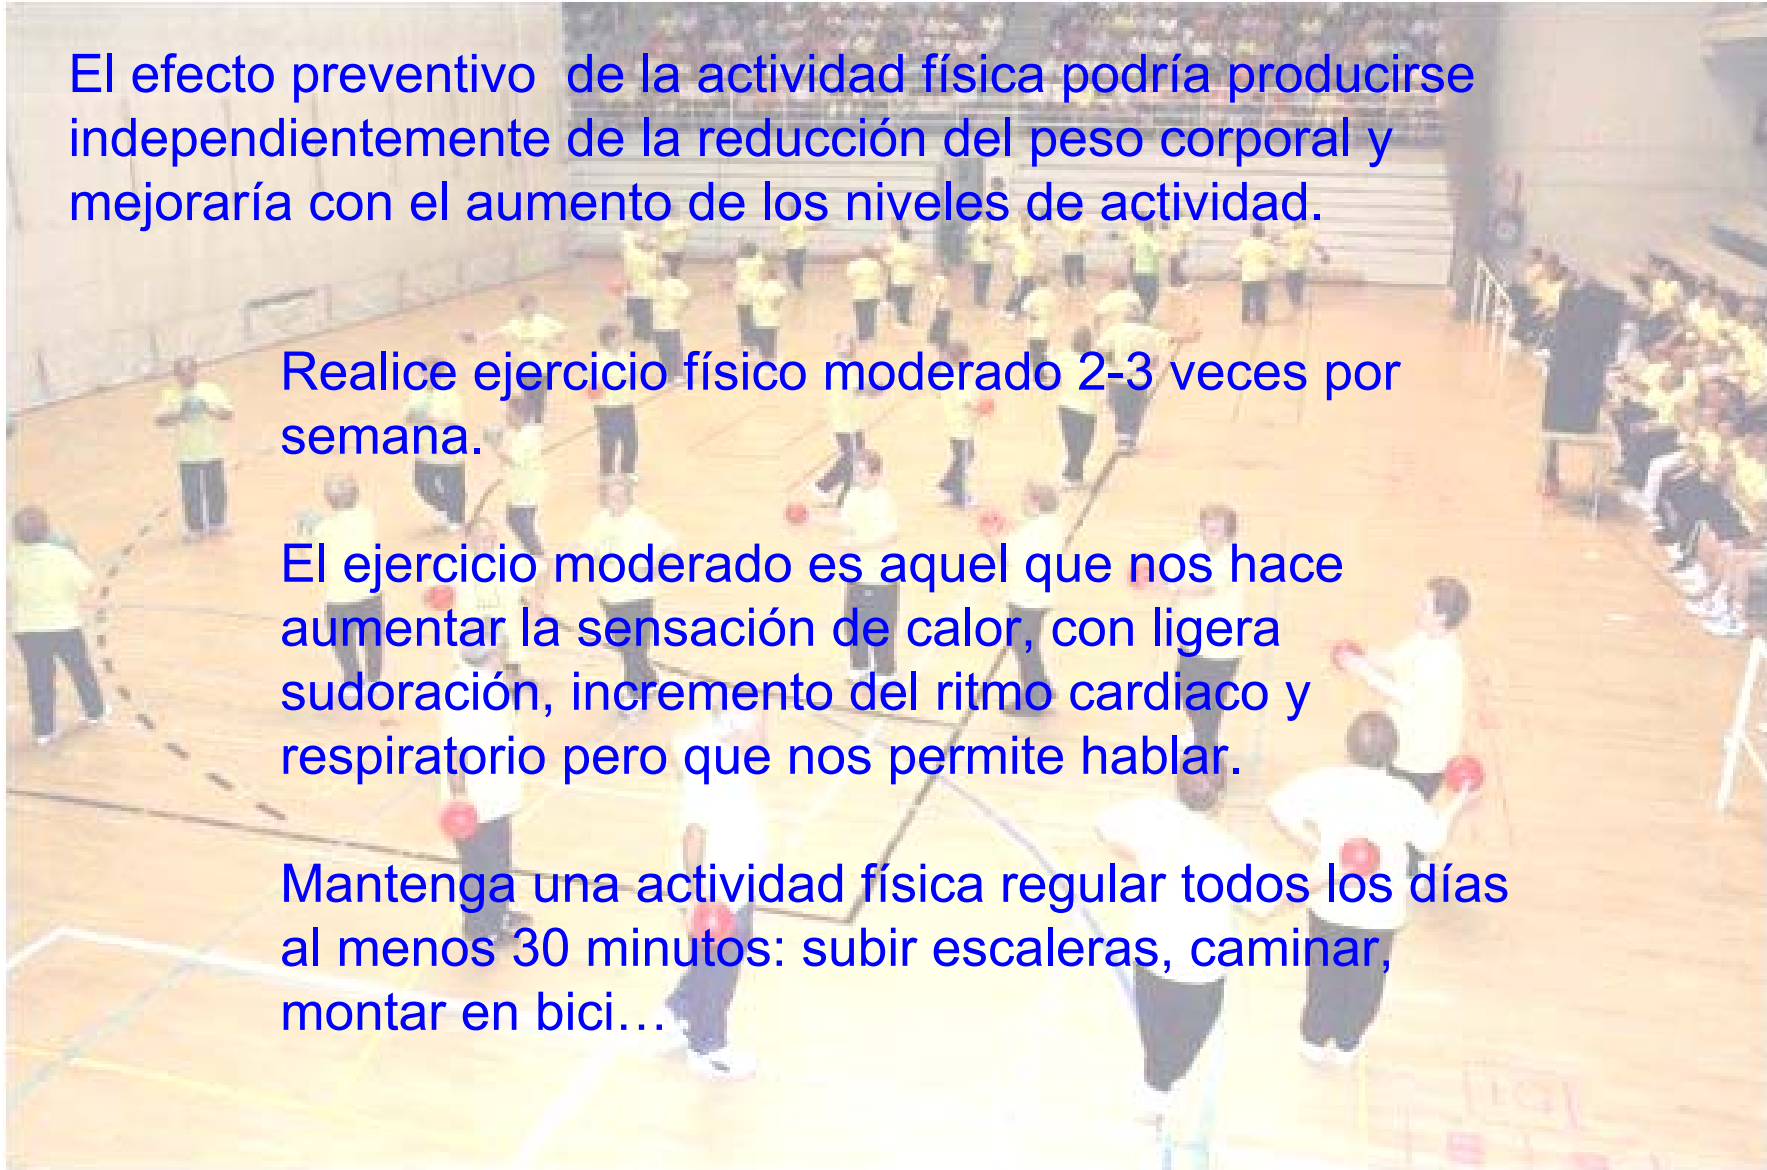 El efecto preventivo  de la actividad física podría producirse
independientemente de la reducción del peso corporal y
mejoraría con el aumento de los niveles de actividad.
Realice ejercicio físico moderado 2-3 veces por
semana.
El ejercicio moderado es aquel que nos hace
aumentar la sensación de calor, con ligera
sudoración, incremento del ritmo cardiaco y
respiratorio pero que nos permite hablar.
Mantenga una actividad física regular todos los días
al menos 30 minutos: subir escaleras, caminar,
montar en bici…